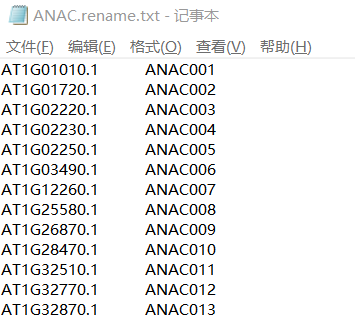 ANAC.rename.txt - 记事本
文件(F) 编辑(E) 格式(O) 查看(V) 帮助(H)
AT1G01010.1 ANAC001
AT1G01720.1 ANAC002
AT1G02220.1 ANAC003
AT1G02230.1 ANAC004
AT1G02250.1 ANAC005
AT1G03490.1 ANAC006
AT1G12260.1 ANAC007
AT1G25580.1 ANAC008
AT1G26870.1 ANAC009
AT1G28470.1 ANAC010
AT1G32510.1 ANAC011
AT1G32770.1 ANAC012
AT1G32870.1 ANAC013